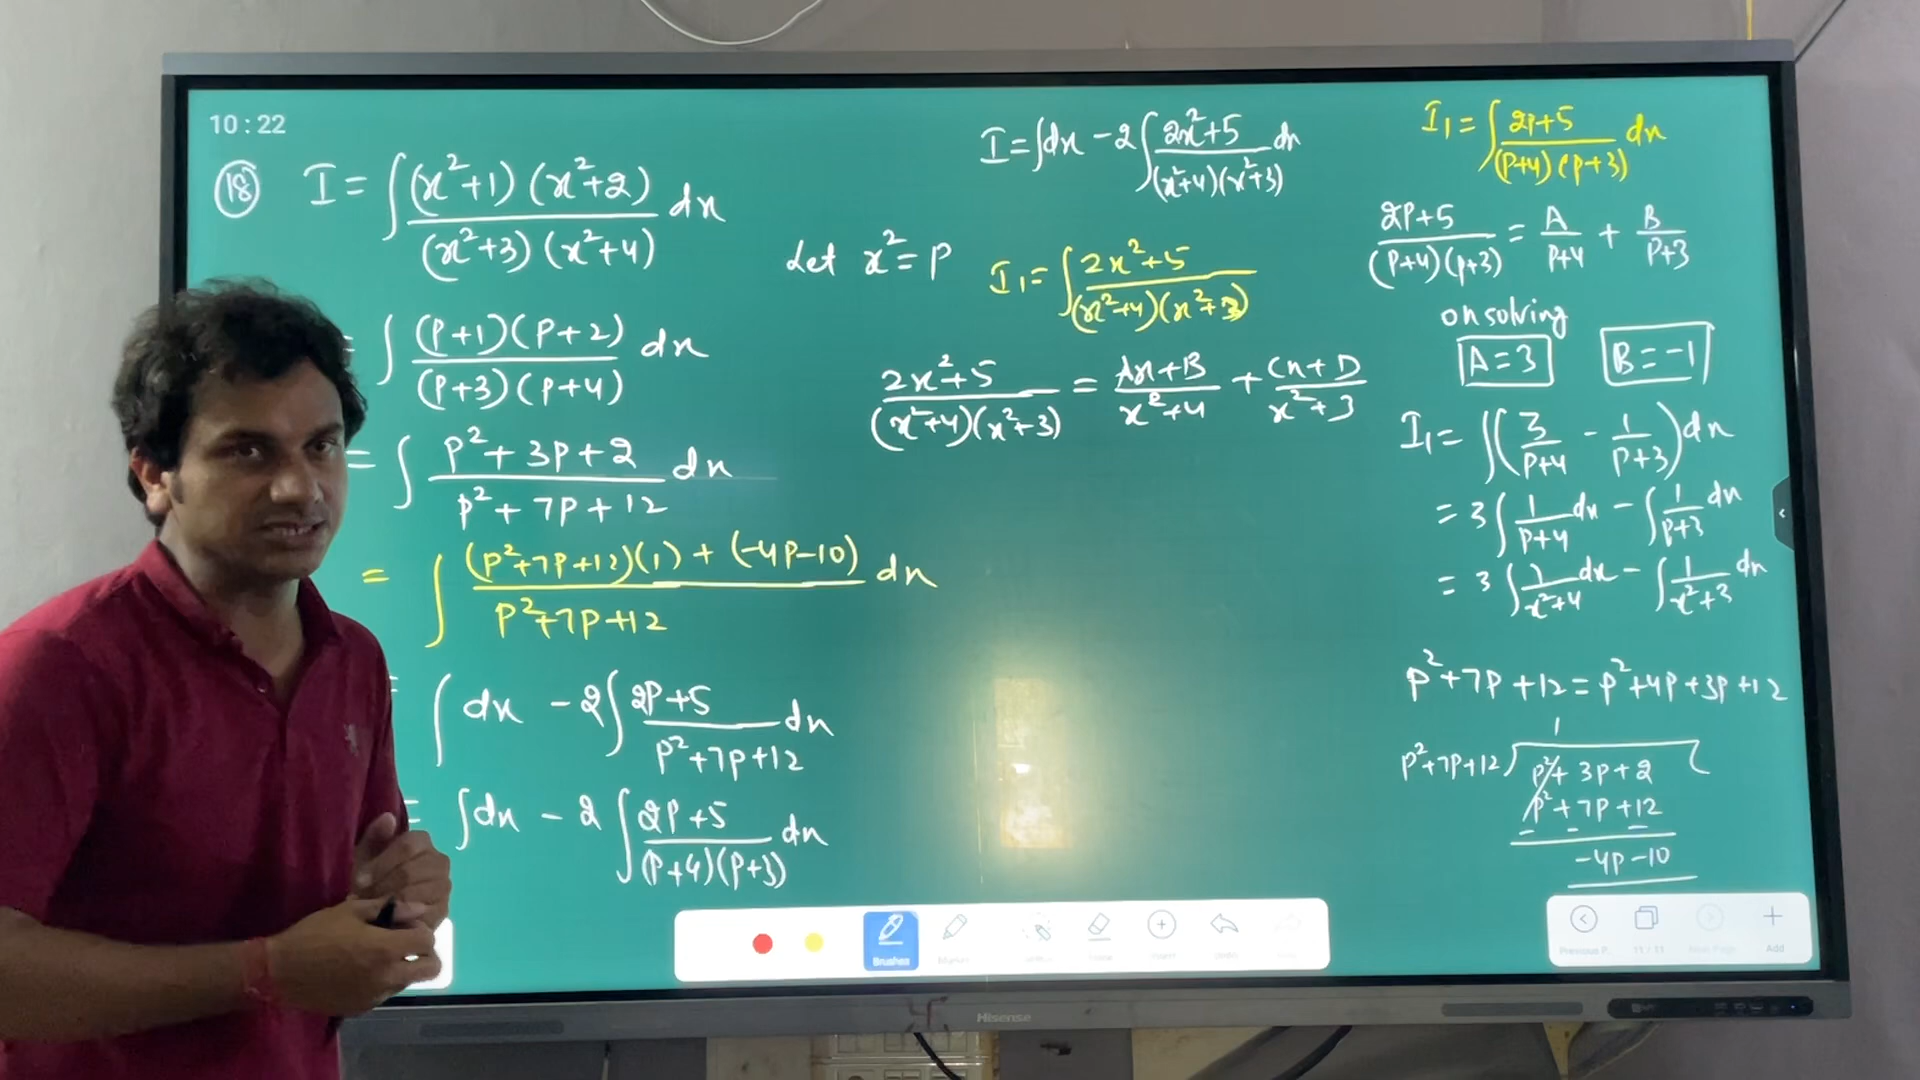 10:22
(18) I = ∫ (x²+1)(x²+2) / (x²+3)(x²+4) dx
Let x² = p
= ∫ (p+1)(p+2) / (p+3)(p+4) dx
= ∫ p²+3p+2 / p²+7p+12 dx
= ∫ (p²+7p+12)(1) + (-4p-10) / p²+7p+12 dx
= ∫ dx - 2 ∫ 2p+5 / p²+7p+12 dx
= ∫ dx - 2 ∫ 2p+5 / (p+4)(p+3) dx
I = ∫ dx - 2 ∫ 2x²+5 / (x²+4)(x²+3) dx
I₁ = ∫ 2x²+5 / (x²+4)(x²+3)
2x²+5 / (x²+4)(x²+3) = Ax+B / x²+4 + Cx+D / x²+3
I₁ = ∫ 2p+5 / (p+4)(p+3) dx
2p+5 / (p+4)(p+3) = A / p+4 + B / p+3
on solving
A = 3 B = -1
I₁ = ∫ (3 / p+4 - 1 / p+3) dx
= 3 ∫ 1 / p+4 dx - ∫ 1 / p+3 dx
= 3 ∫ 1 / x²+4 dx - ∫ 1 / x²+3 dx
p²+7p+12 = p²+4p+3p+12
1
p²+7p+12 ) p²+3p+2 (
p²+7p+12
- - -
-4p-10
Brushes
Previous P.. 11/11 Add
Hisense